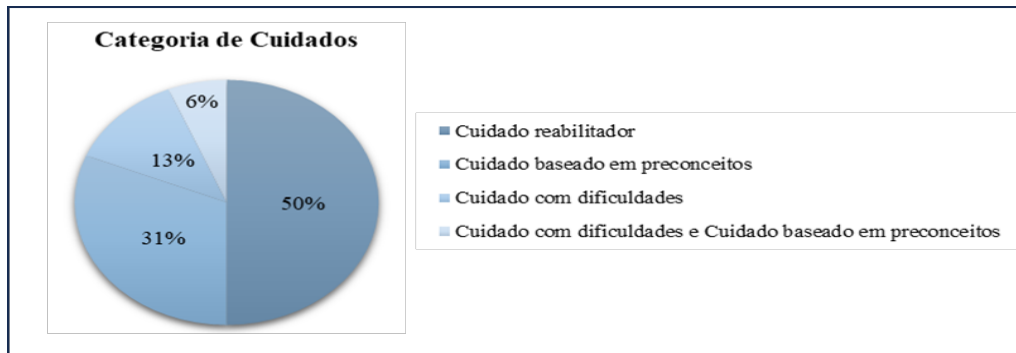 Categoria de Cuidados
6%
13%
50%
31%
Cuidado reabilitador
Cuidado baseado em preconceitos
Cuidado com dificuldades
Cuidado com dificuldades e Cuidado baseado em preconceitos